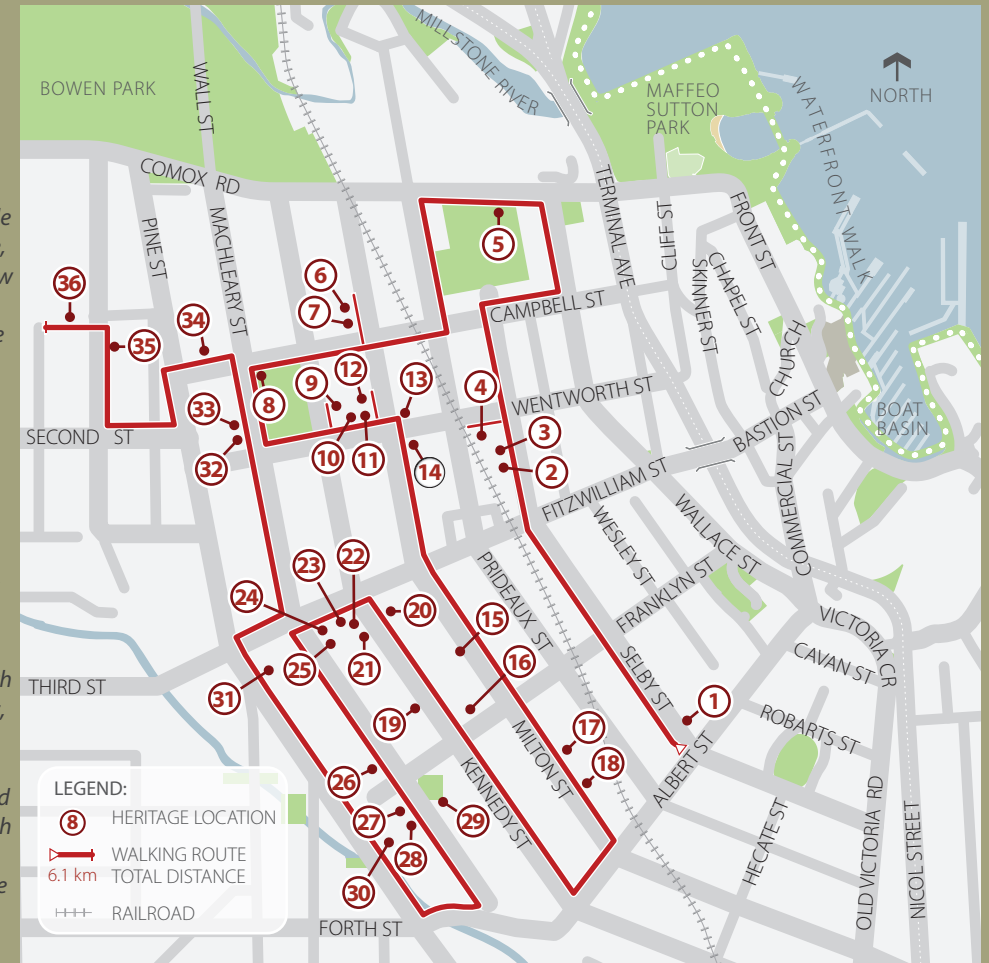 BOWEN PARK
WALL ST
MILLSTONE RIVER
MAFFEO
SUTTON
PARK
NORTH
WATERFRONT WALK
COMOX RD
PINE ST
MACHLEARY ST
TERMINAL AVE
CLIFF ST
FRONT ST
SKINNER ST
CHAPEL ST
CHURCH
5
36
6
7
34
35
CAMPBELL ST
8
9
12
13
4
WENTWORTH ST
BOAT
BASIN
SECOND ST
33
32
10
11
14
3
2
BASTION ST
FITZWILLIAM ST
COMMERCIAL ST
WALLACE ST
WESLEY ST
FRANKLYN ST
PRIDEAUX ST
23
22
24
20
15
VICTORIA CR
CAVAN ST
25
21
16
SELBY ST
THIRD ST
31
19
1
ROBARTS ST
17
18
MILTON ST
ALBERT ST
26
KENNEDY ST
27
28
29
30
HECATE ST
OLD VICTORIA RD
NICOL STREET
FORTH ST
LEGEND:
8 HERITAGE LOCATION
WALKING ROUTE
6.1 km TOTAL DISTANCE
RAILROAD